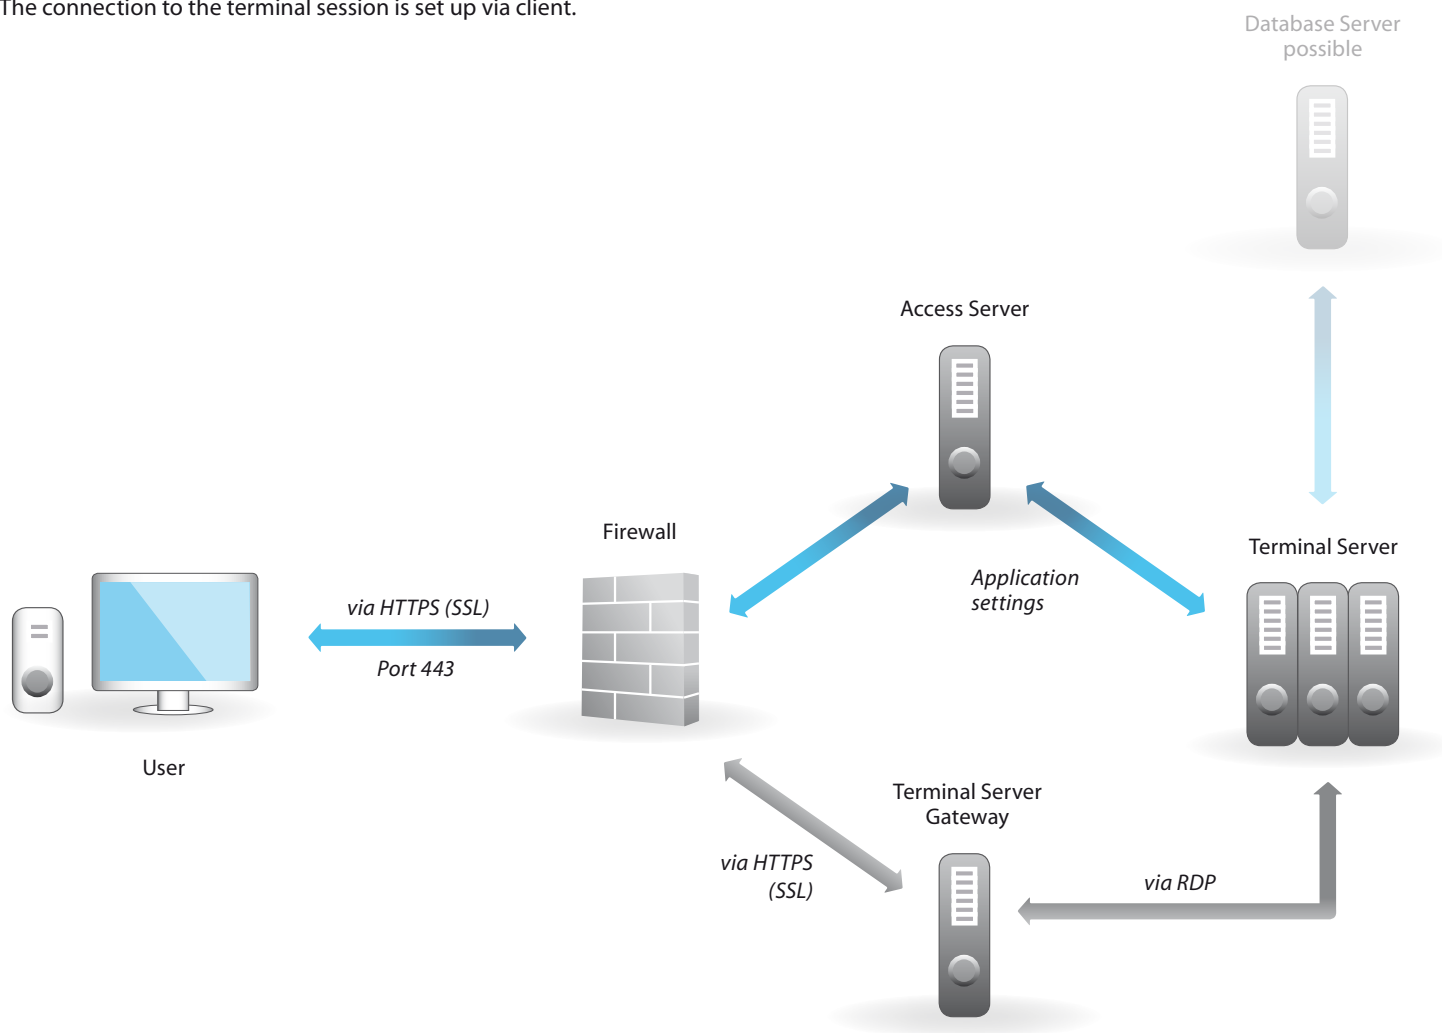 The connection to the terminal session is set up via client.
Database Server
possible
Access Server
Firewall
Terminal Server
Application
settings
via HTTPS (SSL)
Port 443
User
Terminal Server
Gateway
via HTTPS
(SSL)
via RDP